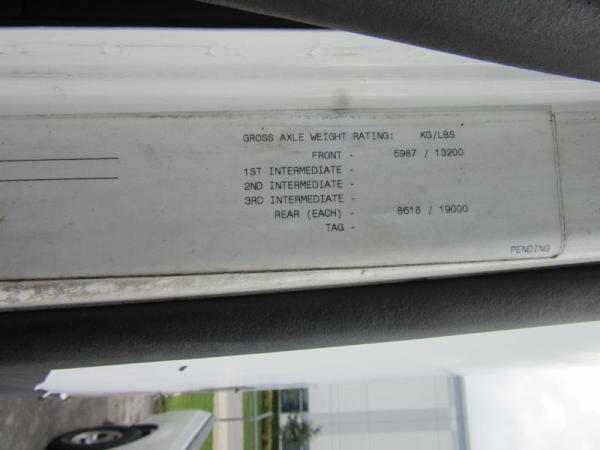 GROSS AXLE WEIGHT RATING: KG/LBS
FRONT - 5987 / 13200
1ST INTERMEDIATE -
2ND INTERMEDIATE -
3RD INTERMEDIATE -
REAR (EACH) - 8618 / 19000
TAG -
PENDING